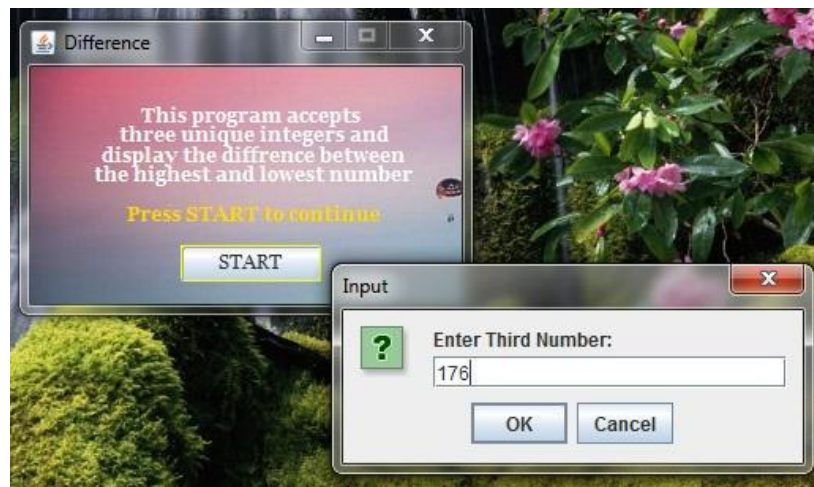 Difference
This program accepts
three unique integers and
display the diffrence between
the highest and lowest number
Press START to continue
START
Input
Enter Third Number:
176
OK
Cancel